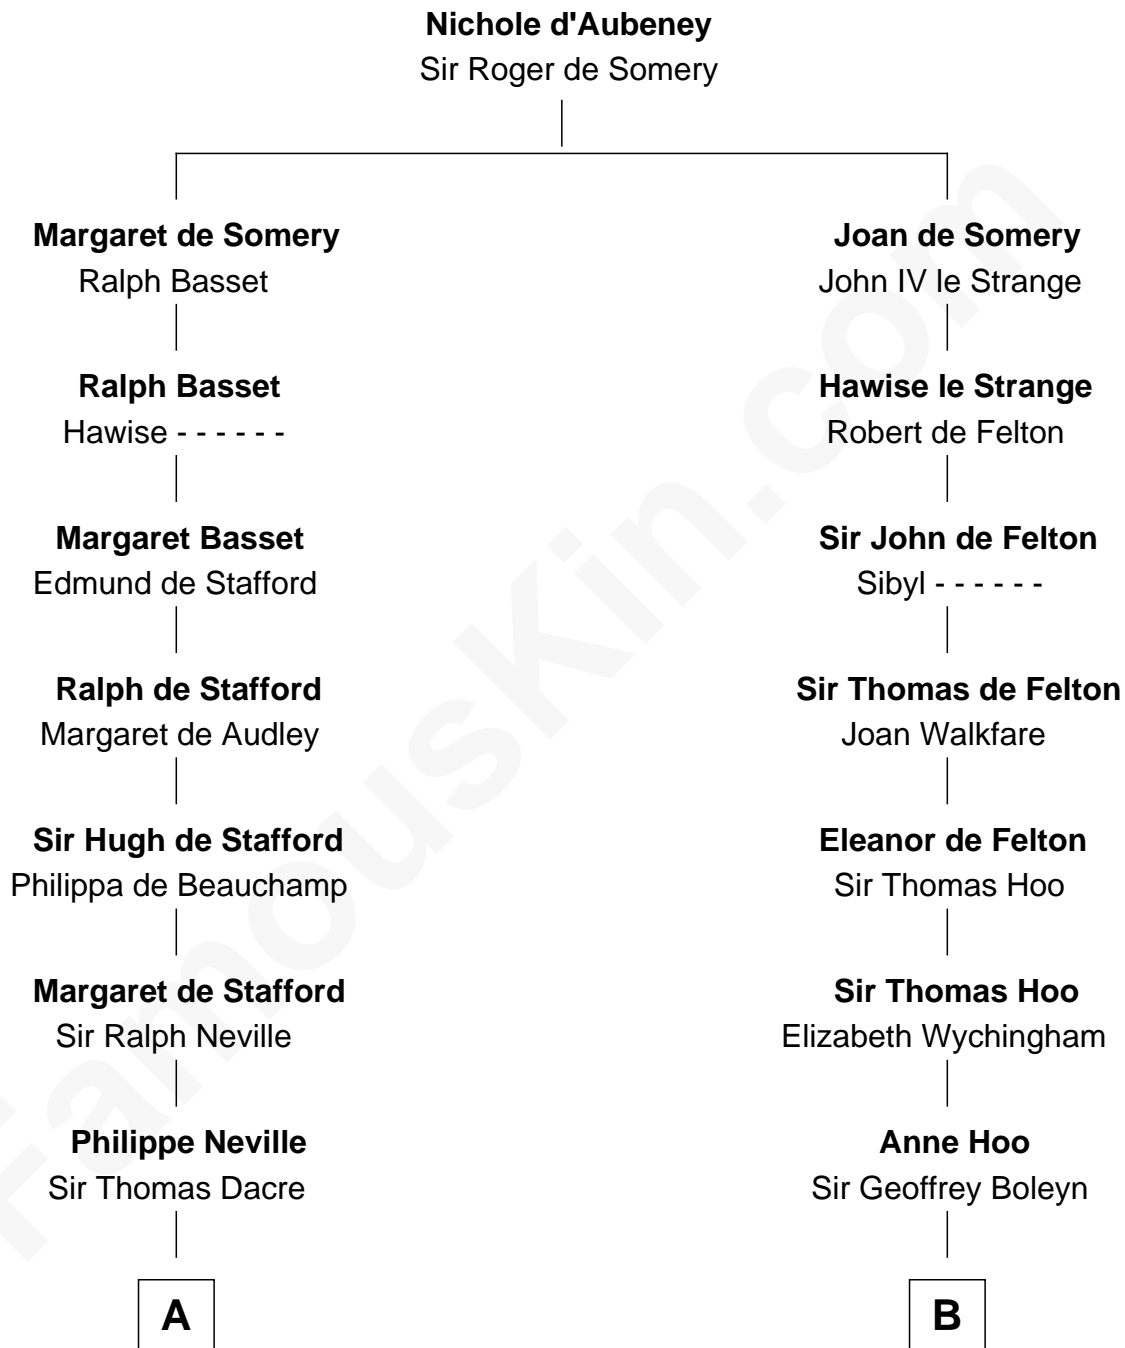 Nichole d'Aubeney
Sir Roger de Somery
Margaret de Somery
Ralph Basset
Ralph Basset
Hawise - - - - - -
Margaret Basset
Edmund de Stafford
Ralph de Stafford
Margaret de Audley
Sir Hugh de Stafford
Philippa de Beauchamp
Margaret de Stafford
Sir Ralph Neville
Philippe Neville
Sir Thomas Dacre
A
Joan de Somery
John IV le Strange
Hawise le Strange
Robert de Felton
Sir John de Felton
Sibyl - - - - - -
Sir Thomas de Felton
Joan Walkfare
Eleanor de Felton
Sir Thomas Hoo
Sir Thomas Hoo
Elizabeth Wychingham
Anne Hoo
Sir Geoffrey Boleyn
B
FamousKin.com